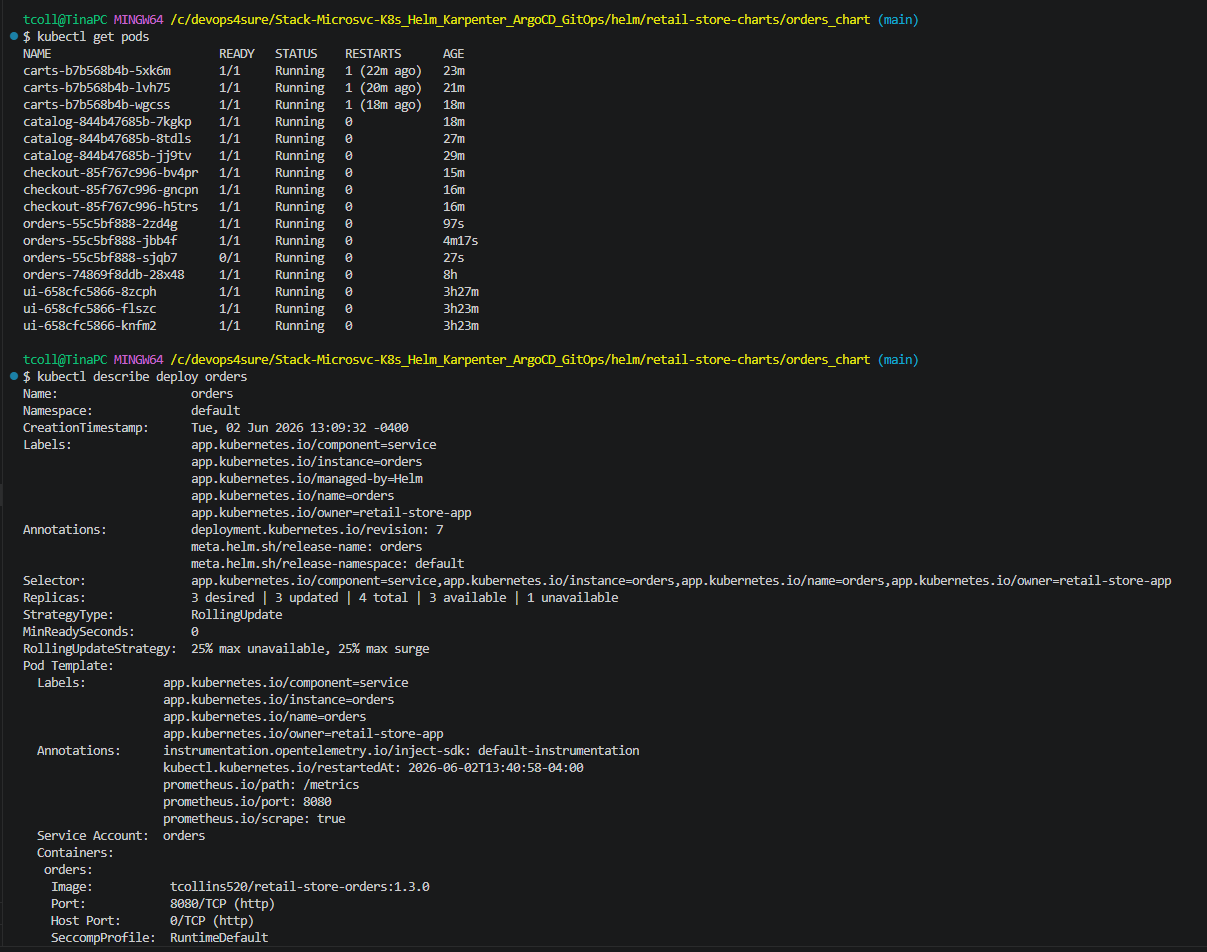 tcoll@TinaPC MINGW64 /c/devops4sure/Stack-Microsvc-K8s_Helm_Karpenter_ArgoCD_GitOps/helm/retail-store-charts/orders_chart (main)
$ kubectl get pods
NAME                        READY   STATUS    RESTARTS      AGE
carts-b7b568b4b-5xk6m       1/1     Running   1 (22m ago)   23m
carts-b7b568b4b-lvh75       1/1     Running   1 (20m ago)   21m
carts-b7b568b4b-wgcss       1/1     Running   1 (18m ago)   18m
catalog-844b47685b-7kgkp    1/1     Running   0             18m
catalog-844b47685b-8tdls    1/1     Running   0             27m
catalog-844b47685b-jj9tv    1/1     Running   0             29m
checkout-85f767c996-bv4pr   1/1     Running   0             15m
checkout-85f767c996-gncpn   1/1     Running   0             16m
checkout-85f767c996-h5trs   1/1     Running   0             16m
orders-55c5bf888-2zd4g      1/1     Running   0             97s
orders-55c5bf888-jbb4f      1/1     Running   0             4m17s
orders-55c5bf888-sjqb7      0/1     Running   0             27s
orders-74869f8ddb-28x48     1/1     Running   0             8h
ui-658cfc5866-8zcph         1/1     Running   0             3h27m
ui-658cfc5866-flszc         1/1     Running   0             3h23m
ui-658cfc5866-knfm2         1/1     Running   0             3h23m
tcoll@TinaPC MINGW64 /c/devops4sure/Stack-Microsvc-K8s_Helm_Karpenter_ArgoCD_GitOps/helm/retail-store-charts/orders_chart (main)
$ kubectl describe deploy orders
Name:                   orders
Namespace:              default
CreationTimestamp:      Tue, 02 Jun 2026 13:09:32 -0400
Labels:                 app.kubernetes.io/component=service
                        app.kubernetes.io/instance=orders
                        app.kubernetes.io/managed-by=Helm
                        app.kubernetes.io/name=orders
                        app.kubernetes.io/owner=retail-store-app
Annotations:            deployment.kubernetes.io/revision: 7
                        meta.helm.sh/release-name: orders
                        meta.helm.sh/release-namespace: default
Selector:               app.kubernetes.io/component=service,app.kubernetes.io/instance=orders,app.kubernetes.io/name=orders,app.kubernetes.io/owner=retail-store-app
Replicas:               3 desired | 3 updated | 4 total | 3 available | 1 unavailable
StrategyType:           RollingUpdate
MinReadySeconds:        0
RollingUpdateStrategy:  25% max unavailable, 25% max surge
Pod Template:
  Labels:           app.kubernetes.io/component=service
                    app.kubernetes.io/instance=orders
                    app.kubernetes.io/name=orders
                    app.kubernetes.io/owner=retail-store-app
  Annotations:      instrumentation.opentelemetry.io/inject-sdk: default-instrumentation
                    kubectl.kubernetes.io/restartedAt: 2026-06-02T13:40:58-04:00
                    prometheus.io/path: /metrics
                    prometheus.io/port: 8080
                    prometheus.io/scrape: true
  Service Account:  orders
  Containers:
   orders:
    Image:           tcollins520/retail-store-orders:1.3.0
    Port:            8080/TCP (http)
    Host Port:       0/TCP (http)
    SeccompProfile:  RuntimeDefault